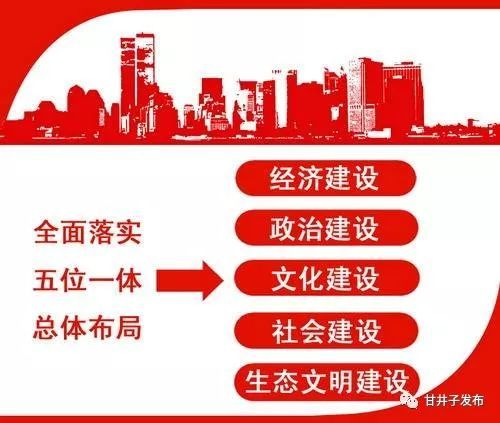 全面落实
五位一体
总体布局
经济建设
政治建设
文化建设
社会建设
生态文明建设
甘井子发布